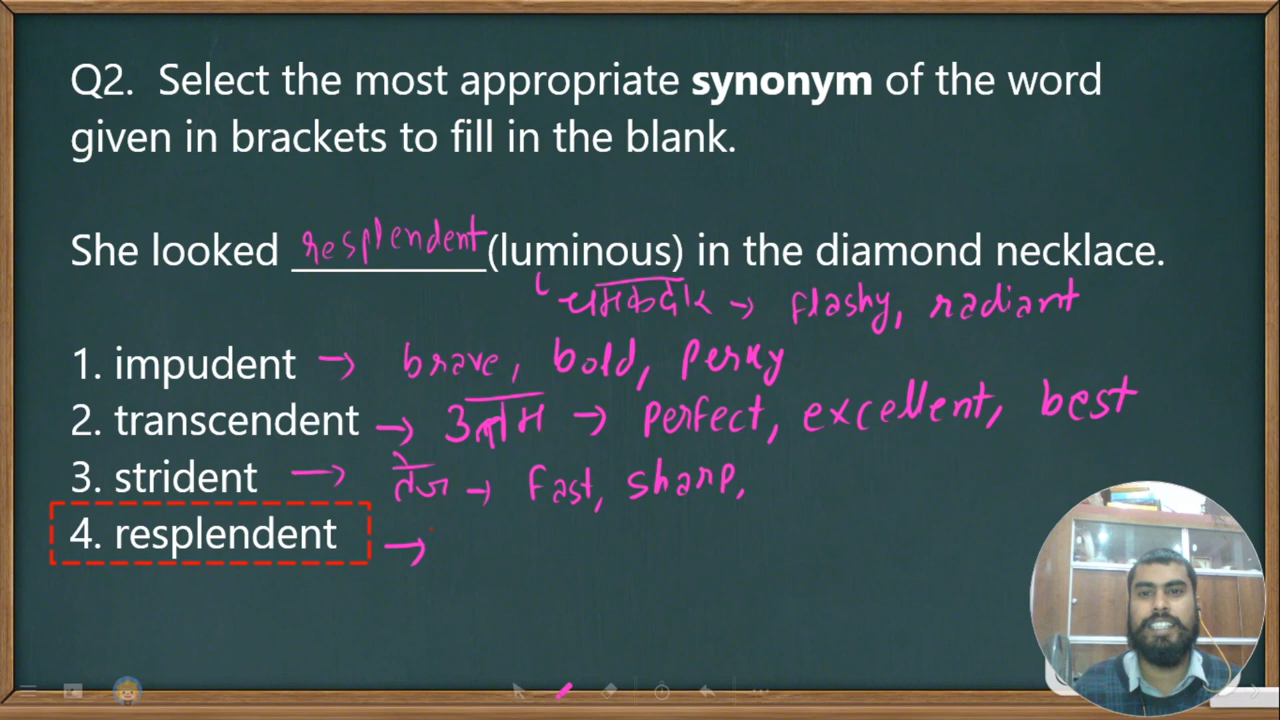 Q2. Select the most appropriate synonym of the word
given in brackets to fill in the blank.
She looked resplendent (luminous) in the diamond necklace.
चमकदार → flashy, radiant
1. impudent → brave, bold, perky
2. transcendent → उत्तम → perfect, excellent, best
3. strident → तेज → fast, sharp,
4. resplendent →